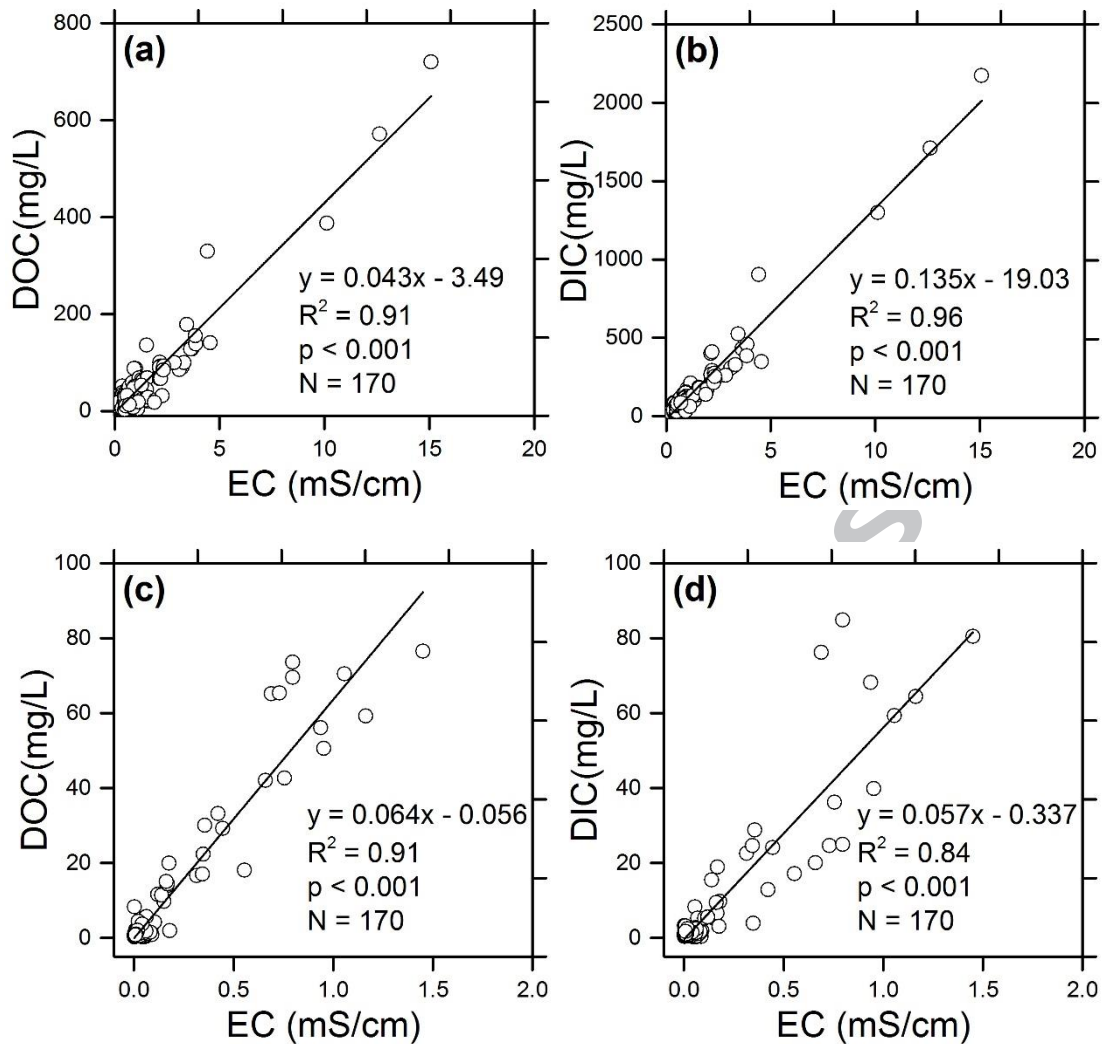 (a)
800
600
400
200
0
DOC(mg/L)
y = 0.043x - 3.49
R² = 0.91
p < 0.001
N = 170
0 5 10 15 20
EC (mS/cm)
(b)
2500
2000
1500
1000
500
0
DIC(mg/L)
y = 0.135x - 19.03
R² = 0.96
p < 0.001
N = 170
0 5 10 15 20
EC (mS/cm)
S
(c)
100
80
60
40
20
0
DOC(mg/L)
y = 0.064x - 0.056
R² = 0.91
p < 0.001
N = 170
0.0 0.5 1.0 1.5 2.0
EC (mS/cm)
(d)
100
80
60
40
20
0
DIC(mg/L)
y = 0.057x - 0.337
R² = 0.84
p < 0.001
N = 170
0.0 0.5 1.0 1.5 2.0
EC (mS/cm)